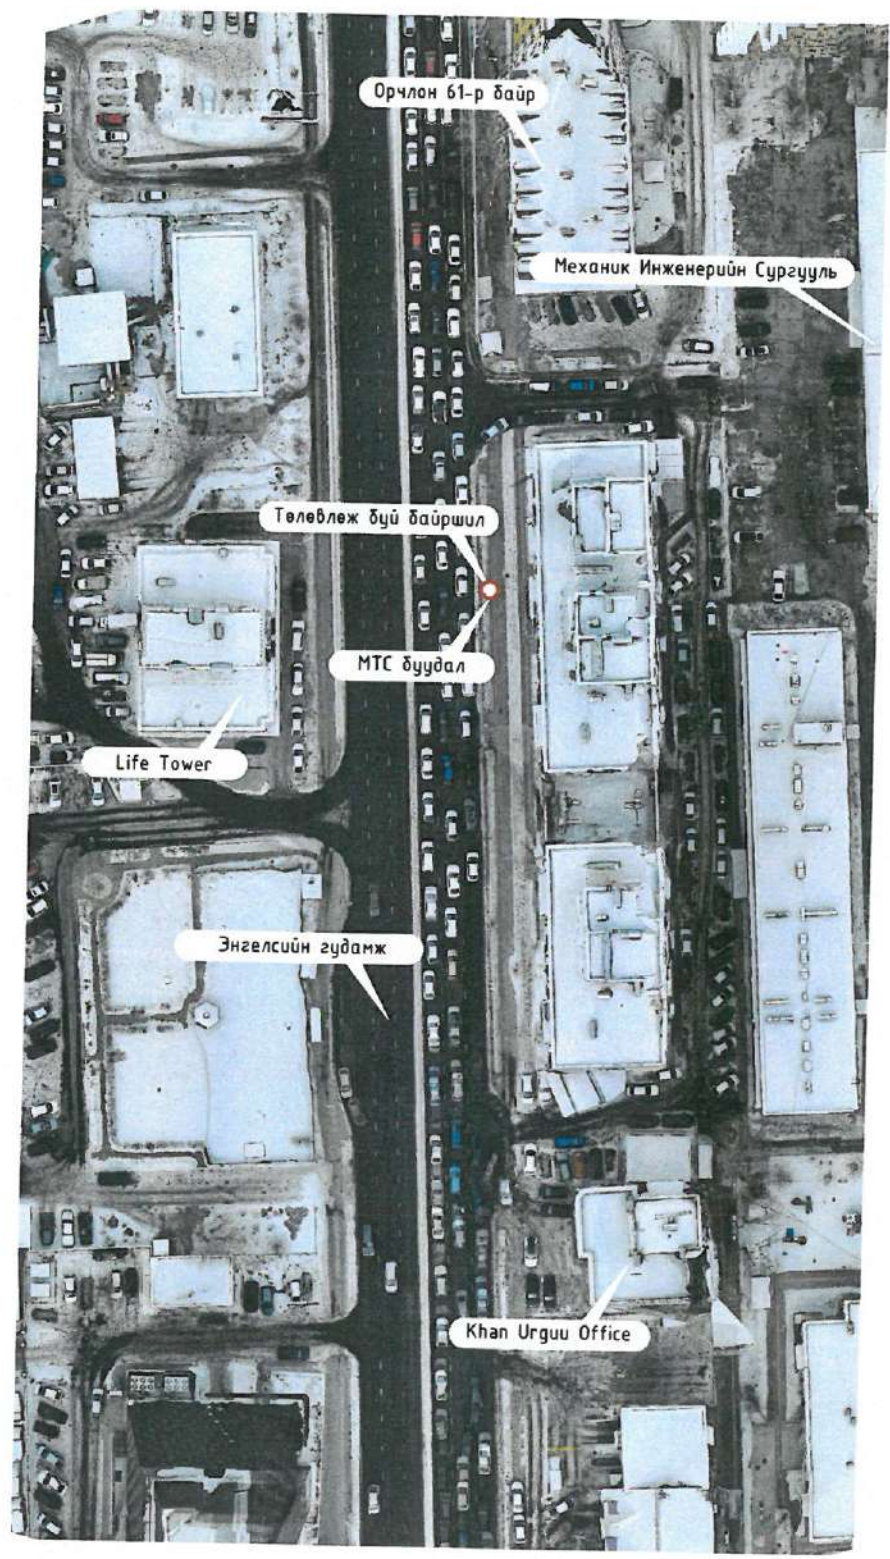 Орчлон 61-р байр
Механик Инженерийн Сургууль
Төлөвлөж буй байршил
МТС буудал
Life Tower
Энгелсийн гудамж
Khan Urguu Office